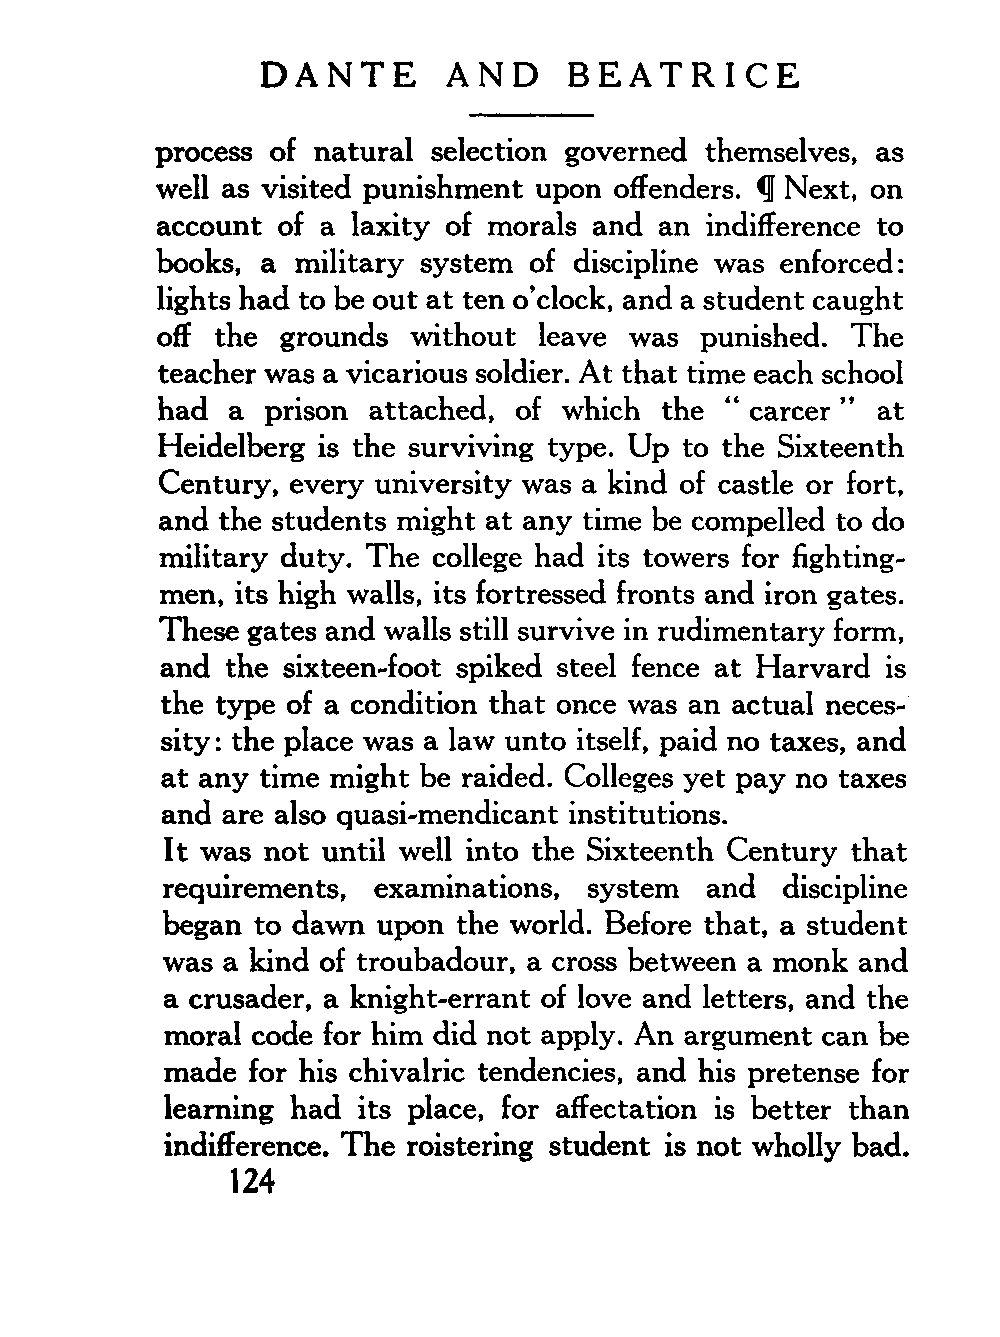 DANTE AND BEATRICE
process of natural selection governed themselves, as
well as visited punishment upon offenders. ¶ Next, on
account of a laxity of morals and an indifference to
books, a military system of discipline was enforced:
lights had to be out at ten o'clock, and a student caught
off the grounds without leave was punished. The
teacher was a vicarious soldier. At that time each school
had a prison attached, of which the “ carcer ” at
Heidelberg is the surviving type. Up to the Sixteenth
Century, every university was a kind of castle or fort,
and the students might at any time be compelled to do
military duty. The college had its towers for fighting-
men, its high walls, its fortressed fronts and iron gates.
These gates and walls still survive in rudimentary form,
and the sixteen-foot spiked steel fence at Harvard is
the type of a condition that once was an actual neces-
sity: the place was a law unto itself, paid no taxes, and
at any time might be raided. Colleges yet pay no taxes
and are also quasi-mendicant institutions.
It was not until well into the Sixteenth Century that
requirements, examinations, system and discipline
began to dawn upon the world. Before that, a student
was a kind of troubadour, a cross between a monk and
a crusader, a knight-errant of love and letters, and the
moral code for him did not apply. An argument can be
made for his chivalric tendencies, and his pretense for
learning had its place, for affectation is better than
indifference. The roistering student is not wholly bad.
124